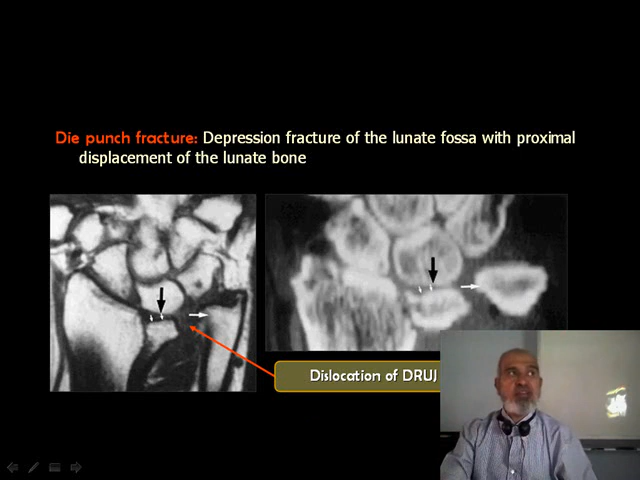 Die punch fracture: Depression fracture of the lunate fossa with proximal
displacement of the lunate bone
Dislocation of DRUJ